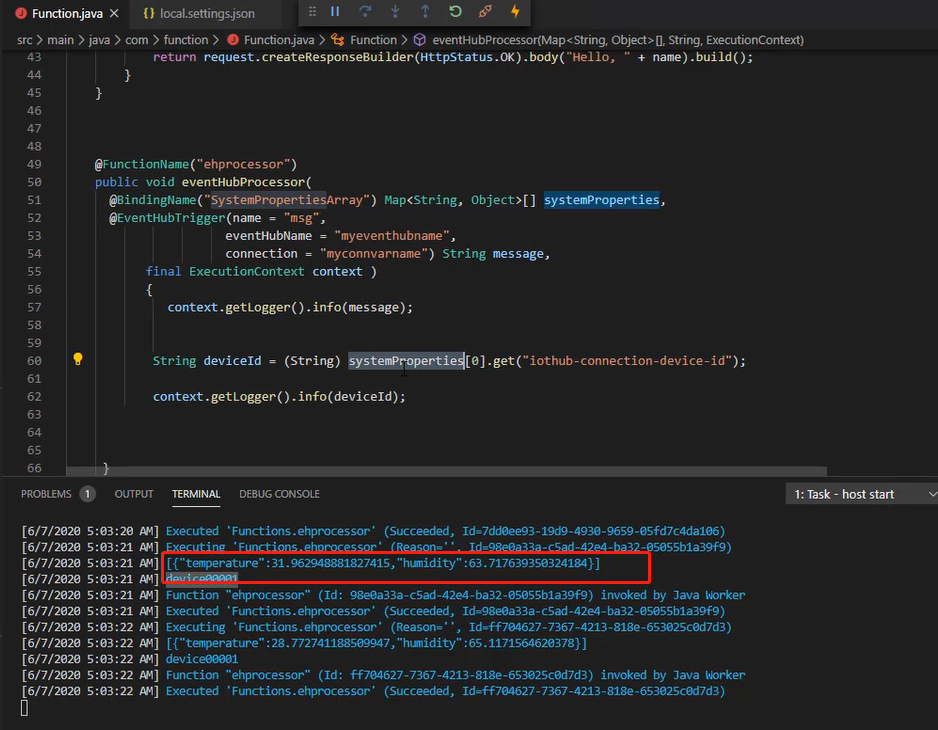 Function.java
{} local.settings.json
src > main > java > com > function > Function.java > Function > eventHubProcessor(Map<String, Object>[], String, ExecutionContext)
43 return request.createResponseBuilder(HttpStatus.OK).body("Hello, " + name).build();
44 }
45 }
46
47
48
49 @FunctionName("ehprocessor")
50 public void eventHubProcessor(
51 @BindingName("SystemPropertiesArray") Map<String, Object>[] systemProperties,
52 @EventHubTrigger(name = "msg",
53 eventHubName = "myeventhubname",
54 connection = "myconnvarname") String message,
55 final ExecutionContext context )
56 {
57 context.getLogger().info(message);
58
59
60 String deviceId = (String) systemProperties[0].get("iothub-connection-device-id");
61
62 context.getLogger().info(deviceId);
63
64
65
66 }
PROBLEMS 1 OUTPUT TERMINAL DEBUG CONSOLE 1: Task - host start
[6/7/2020 5:03:20 AM] Executed 'Functions.ehprocessor' (Succeeded, Id=7dd0ee93-19d9-4930-9659-05fd7c4da106)
[6/7/2020 5:03:21 AM] Executing 'Functions.ehprocessor' (Reason='', Id=98e0a33a-c5ad-42e4-ba32-05055b1a39f9)
[6/7/2020 5:03:21 AM] [{"temperature":31.962948881827415,"humidity":63.717639350324184}]
[6/7/2020 5:03:21 AM] device00001
[6/7/2020 5:03:21 AM] Function "ehprocessor" (Id: 98e0a33a-c5ad-42e4-ba32-05055b1a39f9) invoked by Java Worker
[6/7/2020 5:03:21 AM] Executed 'Functions.ehprocessor' (Succeeded, Id=98e0a33a-c5ad-42e4-ba32-05055b1a39f9)
[6/7/2020 5:03:22 AM] Executing 'Functions.ehprocessor' (Reason='', Id=ff704627-7367-4213-818e-653025c0d7d3)
[6/7/2020 5:03:22 AM] [{"temperature":28.772741188509947,"humidity":65.1171564620378}]
[6/7/2020 5:03:22 AM] device00001
[6/7/2020 5:03:22 AM] Function "ehprocessor" (Id: ff704627-7367-4213-818e-653025c0d7d3) invoked by Java Worker
[6/7/2020 5:03:22 AM] Executed 'Functions.ehprocessor' (Succeeded, Id=ff704627-7367-4213-818e-653025c0d7d3)